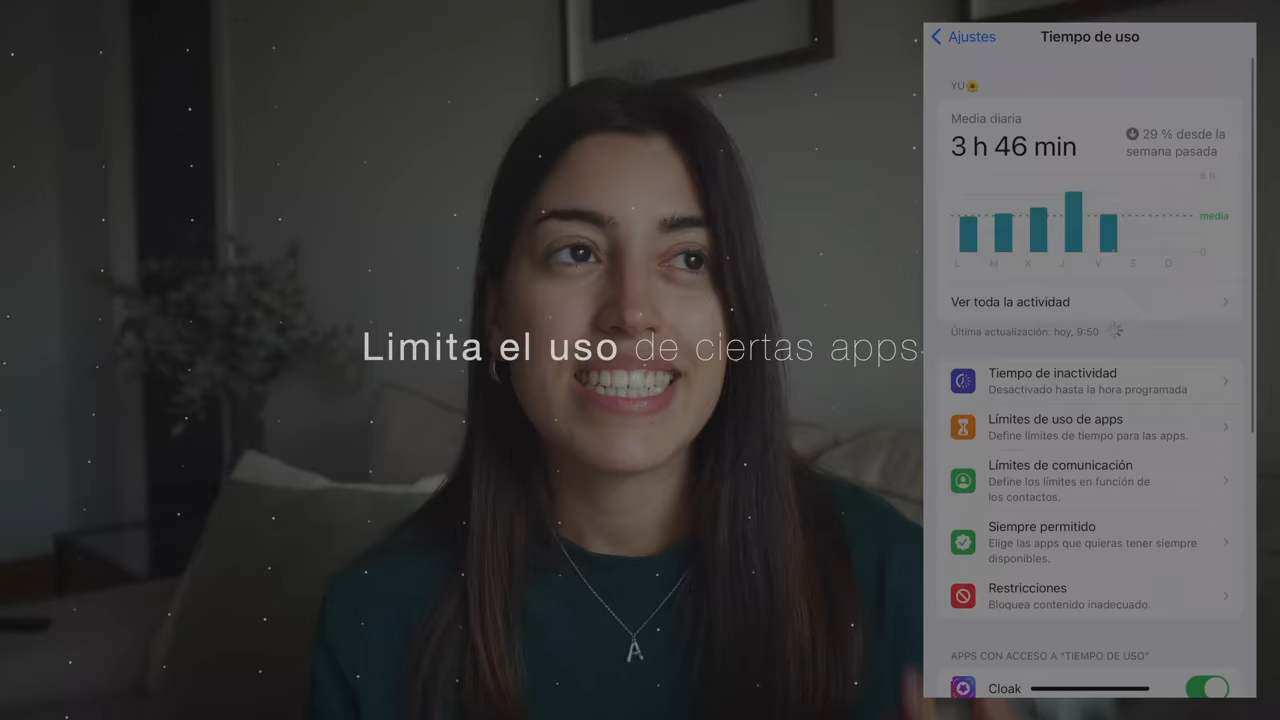 Limita el uso de ciertas apps
Ajustes
Tiempo de uso
YU
Media diaria
3 h 46 min
29 % desde la
semana pasada
8 h
media
0
L M X J V S D
Ver toda la actividad
Última actualización: hoy, 9:50
Tiempo de inactividad
Desactivado hasta la hora programada
Límites de uso de apps
Define límites de tiempo para las apps.
Límites de comunicación
Define los límites en función de
los contactos.
Siempre permitido
Elige las apps que quieras tener siempre
disponibles.
Restricciones
Bloquea contenido inadecuado.
APPS CON ACCESO A "TIEMPO DE USO"
Cloak
A